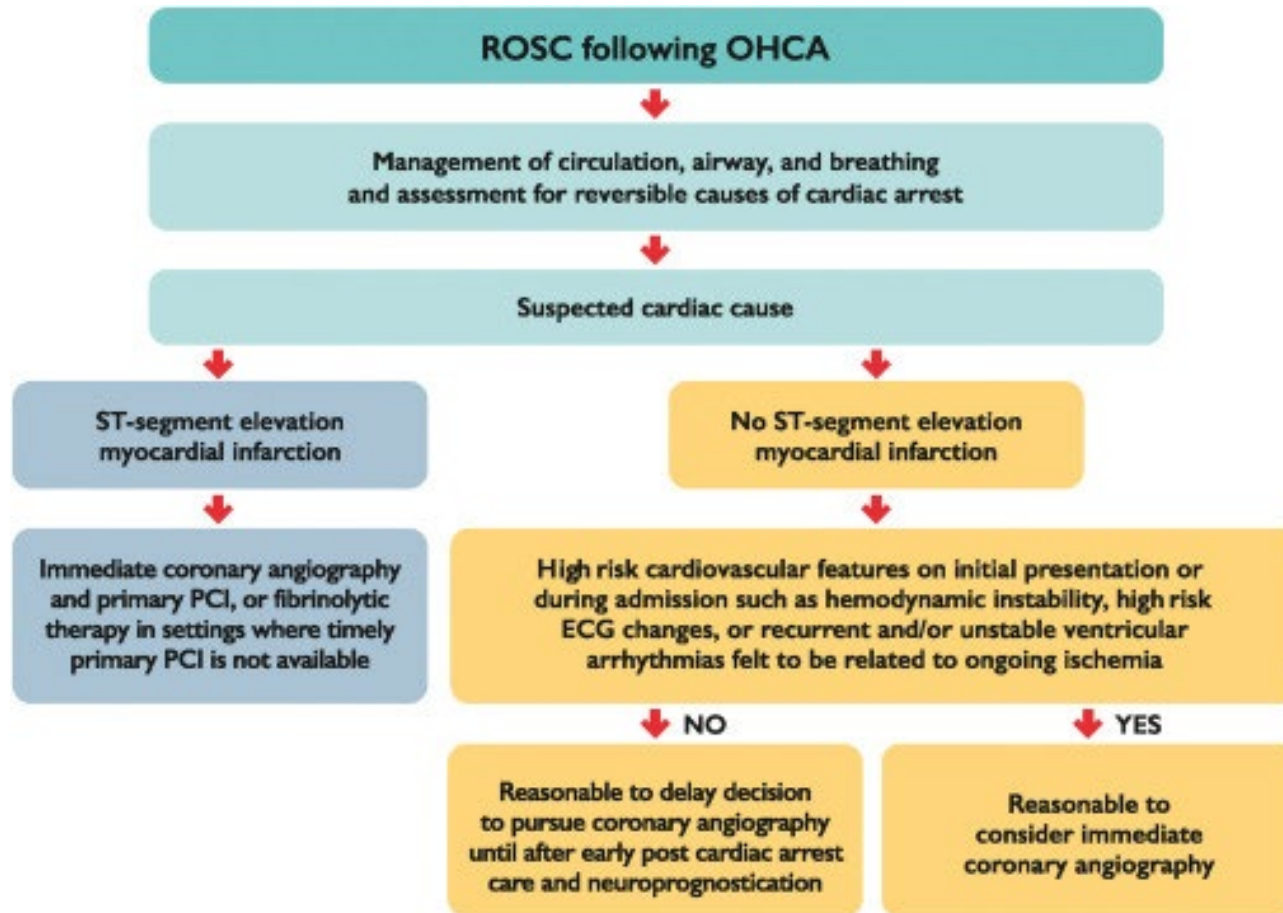 ROSC following OHCA
Management of circulation, airway, and breathing
and assessment for reversible causes of cardiac arrest
Suspected cardiac cause
ST-segment elevation
myocardial infarction
No ST-segment elevation
myocardial infarction
Immediate coronary angiography
and primary PCI, or fibrinolytic
therapy in settings where timely
primary PCI is not available
High risk cardiovascular features on initial presentation or
during admission such as hemodynamic instability, high risk
ECG changes, or recurrent and/or unstable ventricular
arrhythmias felt to be related to ongoing ischemia
NO
YES
Reasonable to delay decision
to pursue coronary angiography
until after early post cardiac arrest
care and neuroprognostication
Reasonable to
consider immediate
coronary angiography